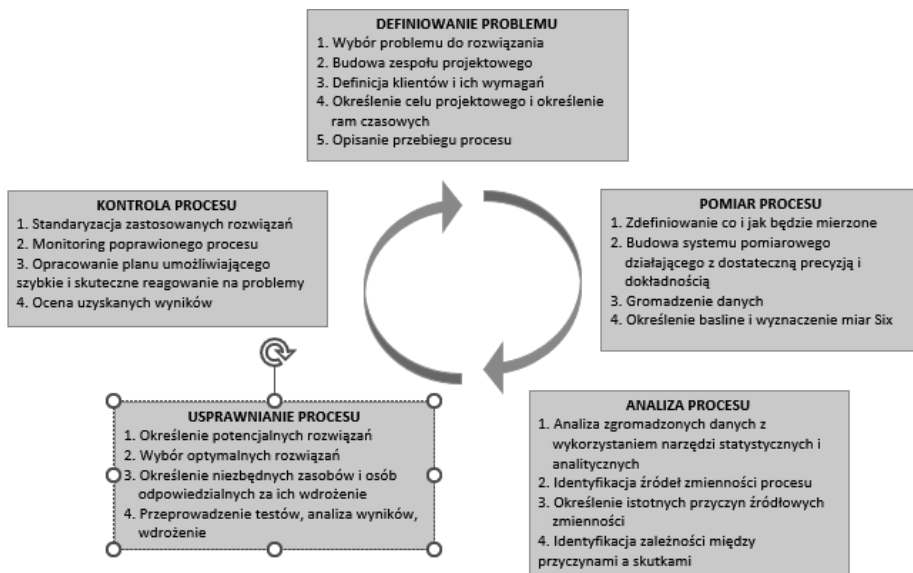 DEFINIOWANIE PROBLEMU
1. Wybór problemu do rozwiązania
2. Budowa zespołu projektowego
3. Definicja klientów i ich wymagań
4. Określenie celu projektowego i określenie
ram czasowych
5. Opisanie przebiegu procesu
POMIAR PROCESU
1. Zdefiniowanie co i jak będzie mierzone
2. Budowa systemu pomiarowego
działającego z dostateczną precyzją i
dokładnością
3. Gromadzenie danych
4. Określenie basline i wyznaczenie miar Six
ANALIZA PROCESU
1. Analiza zgromadzonych danych z
wykorzystaniem narzędzi statystycznych i
analitycznych
2. Identyfikacja źródeł zmienności procesu
3. Określenie istotnych przyczyn źródłowych
zmienności
4. Identyfikacja zależności między
przyczynami a skutkami
USPRAWNIANIE PROCESU
1. Określenie potencjalnych rozwiązań
2. Wybór optymalnych rozwiązań
3. Określenie niezbędnych zasobów i osób
odpowiedzialnych za ich wdrożenie
4. Przeprowadzenie testów, analiza wyników,
wdrożenie
KONTROLA PROCESU
1. Standaryzacja zastosowanych rozwiązań
2. Monitoring poprawionego procesu
3. Opracowanie planu umożliwiającego
szybkie i skuteczne reagowanie na problemy
4. Ocena uzyskanych wyników